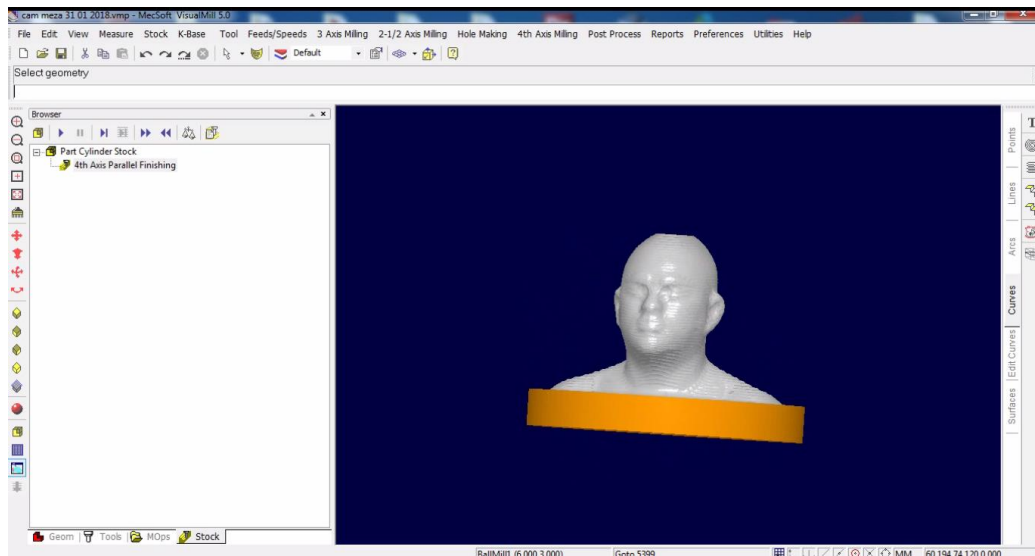 cam meza 31 01 2018.vmp - MecSoft VisualMill 5.0
File Edit View Measure Stock K-Base Tool Feeds/Speeds 3 Axis Milling 2-1/2 Axis Milling Hole Making 4th Axis Milling Post Process Reports Preferences Utilities Help
Default
Select geometry
Browser
Part Cylinder Stock
4th Axis Parallel Finishing
Points
Lines
Arcs
Curves
Edit Curves
Surfaces
Geom Tools MOps Stock
BallMill1 (6.000,3.000) Goto 5399 MM 60.194,74.120,0.000